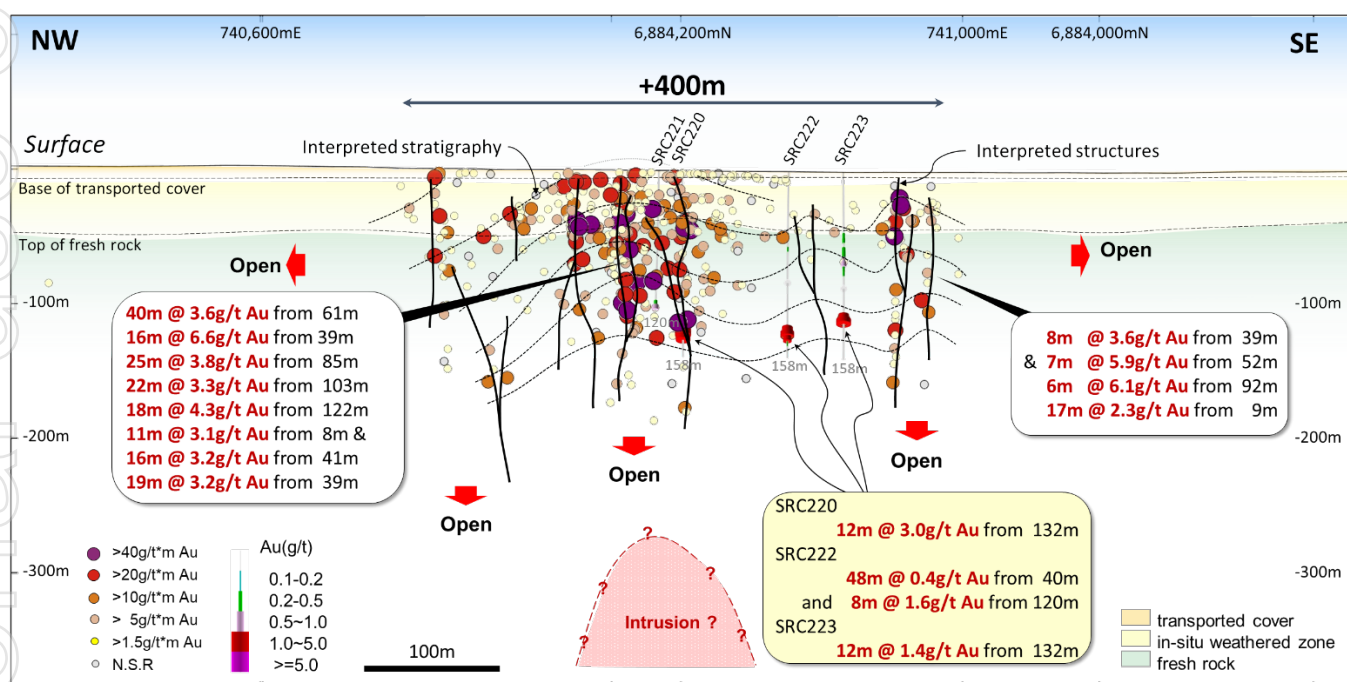 NW
740,600mE
6,884,200mN
741,000mE
6,884,000mN
SE
+400m
Surface
Interpreted stratigraphy
SRC221
SRC220
SRC222
SRC223
Interpreted structures
Base of transported cover
Top of fresh rock
Open
Open
-100m
-100m
120m
158m
158m
158m
40m @ 3.6g/t Au from 61m
16m @ 6.6g/t Au from 39m
25m @ 3.8g/t Au from 85m
22m @ 3.3g/t Au from 103m
18m @ 4.3g/t Au from 122m
11m @ 3.1g/t Au from 8m &
16m @ 3.2g/t Au from 41m
19m @ 3.2g/t Au from 39m
8m @ 3.6g/t Au from 39m
& 7m @ 5.9g/t Au from 52m
6m @ 6.1g/t Au from 92m
17m @ 2.3g/t Au from 9m
-200m
-200m
Open
Open
Open
SRC220
12m @ 3.0g/t Au from 132m
SRC222
48m @ 0.4g/t Au from 40m
and 8m @ 1.6g/t Au from 120m
SRC223
12m @ 1.4g/t Au from 132m
-300m
-300m
>40g/t*m Au
>20g/t*m Au
>10g/t*m Au
> 5g/t*m Au
>1.5g/t*m Au
N.S.R
Au(g/t)
0.1-0.2
0.2-0.5
0.5~1.0
1.0~5.0
>=5.0
100m
?
?
?
?
?
Intrusion ?
transported cover
in-situ weathered zone
fresh rock